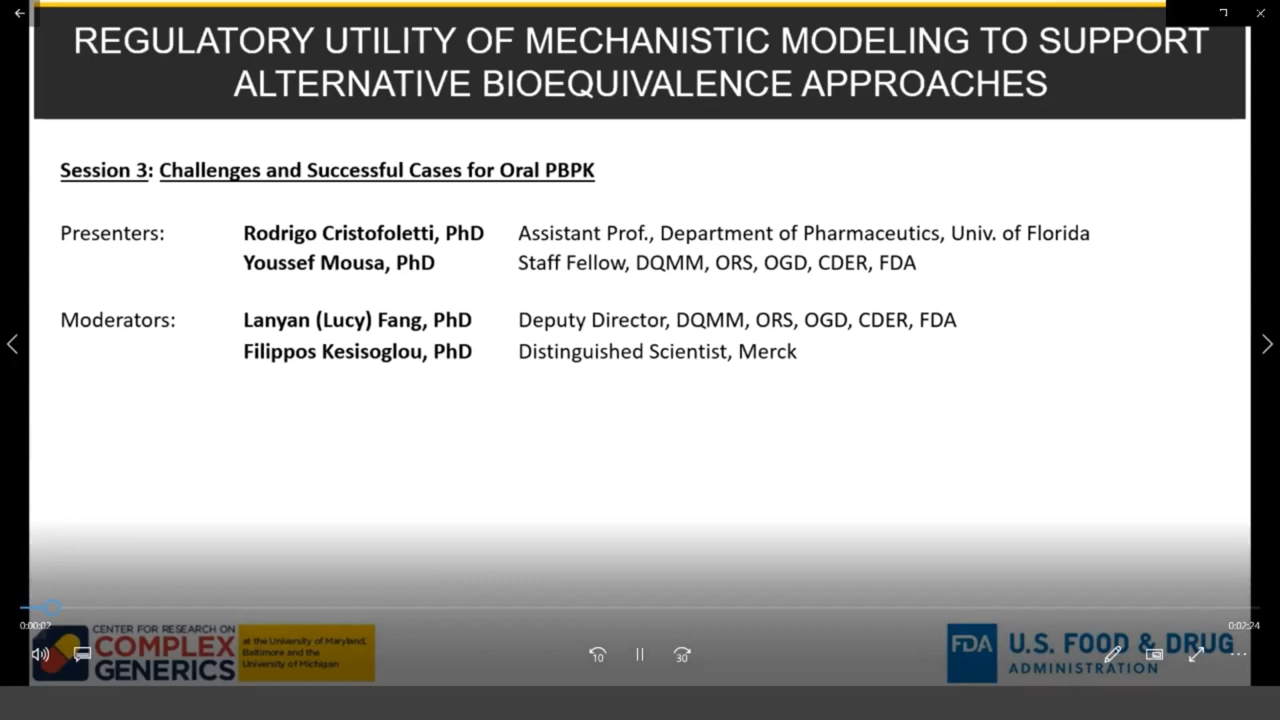 REGULATORY UTILITY OF MECHANISTIC MODELING TO SUPPORT
ALTERNATIVE BIOEQUIVALENCE APPROACHES
Session 3: Challenges and Successful Cases for Oral PBPK
Presenters: Rodrigo Cristofoletti, PhD Assistant Prof., Department of Pharmaceutics, Univ. of Florida
Youssef Mousa, PhD Staff Fellow, DQMM, ORS, OGD, CDER, FDA
Moderators: Lanyan (Lucy) Fang, PhD Deputy Director, DQMM, ORS, OGD, CDER, FDA
Filippos Kesisoglou, PhD Distinguished Scientist, Merck
0:00:02 0:02:24
CENTER FOR RESEARCH ON
COMPLEX
GENERICS
at the University of Maryland,
Baltimore and the
University of Michigan
10 30
FDA
U.S. FOOD & DRUG
ADMINISTRATION